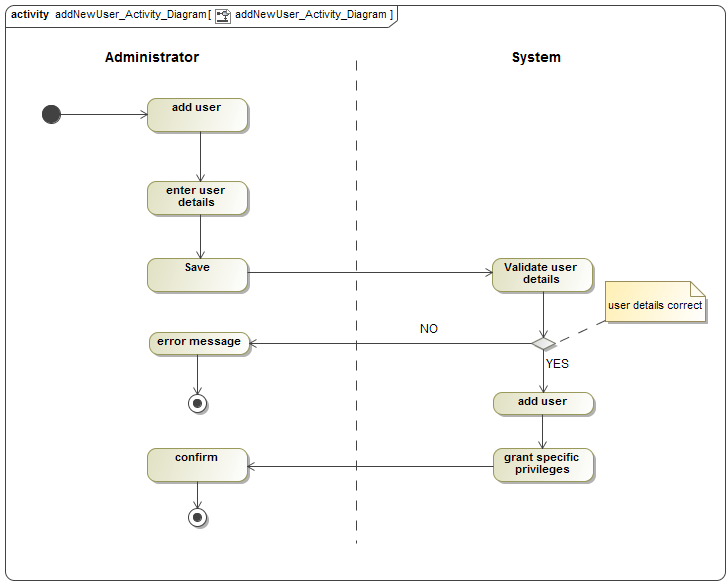 activity addNewUser_Activity_Diagram[ addNewUser_Activity_Diagram ]
Administrator
System
add user
enter user
details
Save
Validate user
details
user details correct
NO
error message
YES
add user
confirm
grant specific
privileges